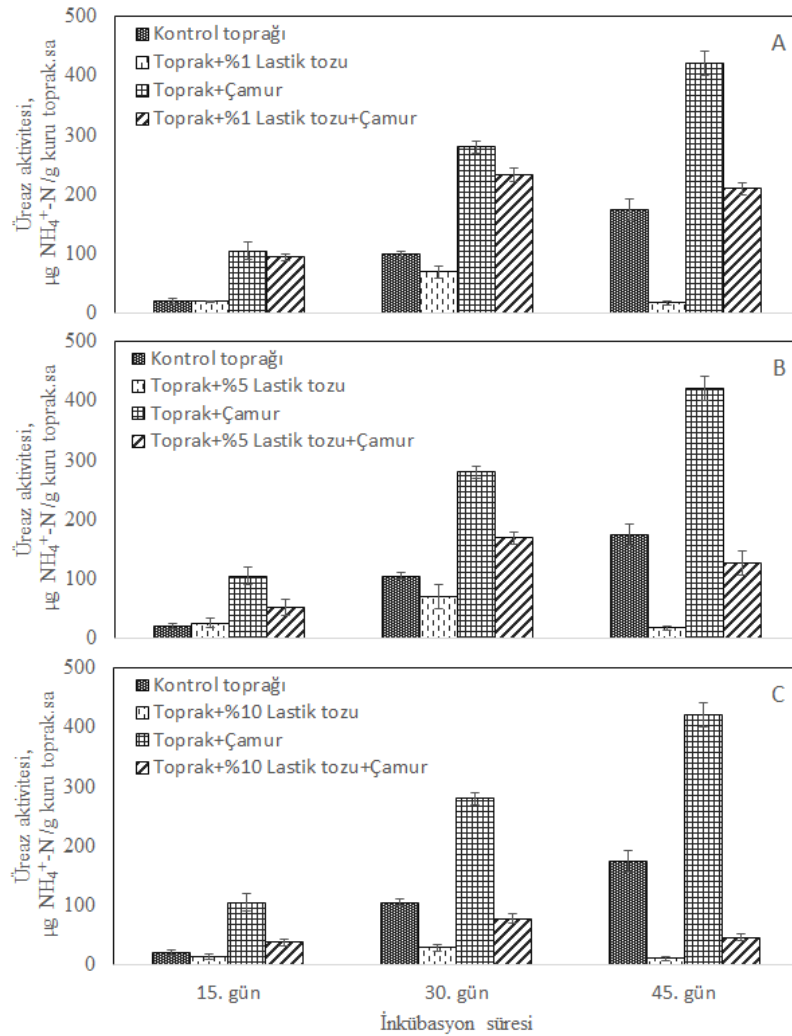 500
400
300
200
100
0
Üreaz aktivitesi,
µg NH₄⁺-N /g kuru toprak.sa
Kontrol toprağı
Toprak+%1 Lastik tozu
Toprak+Çamur
Toprak+%1 Lastik tozu+Çamur
A
500
400
300
200
100
0
Üreaz aktivitesi,
µg NH₄⁺-N /g kuru toprak.sa
Kontrol toprağı
Toprak+%5 Lastik tozu
Toprak+Çamur
Toprak+%5 Lastik tozu+Çamur
B
500
400
300
200
100
0
Üreaz aktivitesi,
µg NH₄⁺-N /g kuru toprak.sa
Kontrol toprağı
Toprak+%10 Lastik tozu
Toprak+Çamur
Toprak+%10 Lastik tozu+Çamur
C
15. gün 30. gün 45. gün
İnkübasyon süresi